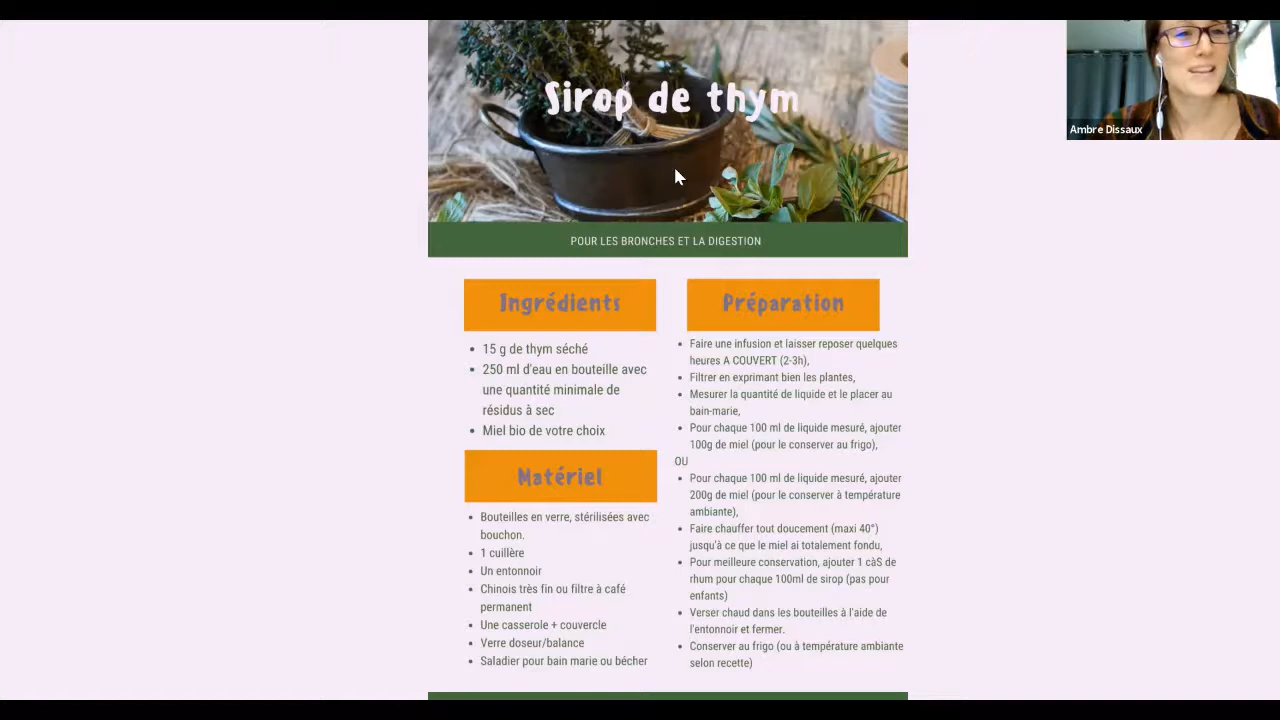 Sirop de thym
Ambre Dissaux
POUR LES BRONCHES ET LA DIGESTION
Ingrédients
15 g de thym séché
250 ml d'eau en bouteille avec
une quantité minimale de
résidus à sec
Miel bio de votre choix
Matériel
Bouteilles en verre, stérilisées avec
bouchon.
1 cuillère
Un entonnoir
Chinois très fin ou filtre à café
permanent
Une casserole + couvercle
Verre doseur/balance
Saladier pour bain marie ou bécher
Préparation
Faire une infusion et laisser reposer quelques
heures A COUVERT (2-3h),
Filtrer en exprimant bien les plantes,
Mesurer la quantité de liquide et le placer au
bain-marie,
Pour chaque 100 ml de liquide mesuré, ajouter
100g de miel (pour le conserver au frigo),
OU
Pour chaque 100 ml de liquide mesuré, ajouter
200g de miel (pour le conserver à température
ambiante),
Faire chauffer tout doucement (maxi 40°)
jusqu'à ce que le miel ai totalement fondu,
Pour meilleure conservation, ajouter 1 càS de
rhum pour chaque 100ml de sirop (pas pour
enfants)
Verser chaud dans les bouteilles à l'aide de
l'entonnoir et fermer.
Conserver au frigo (ou à température ambiante
selon recette)